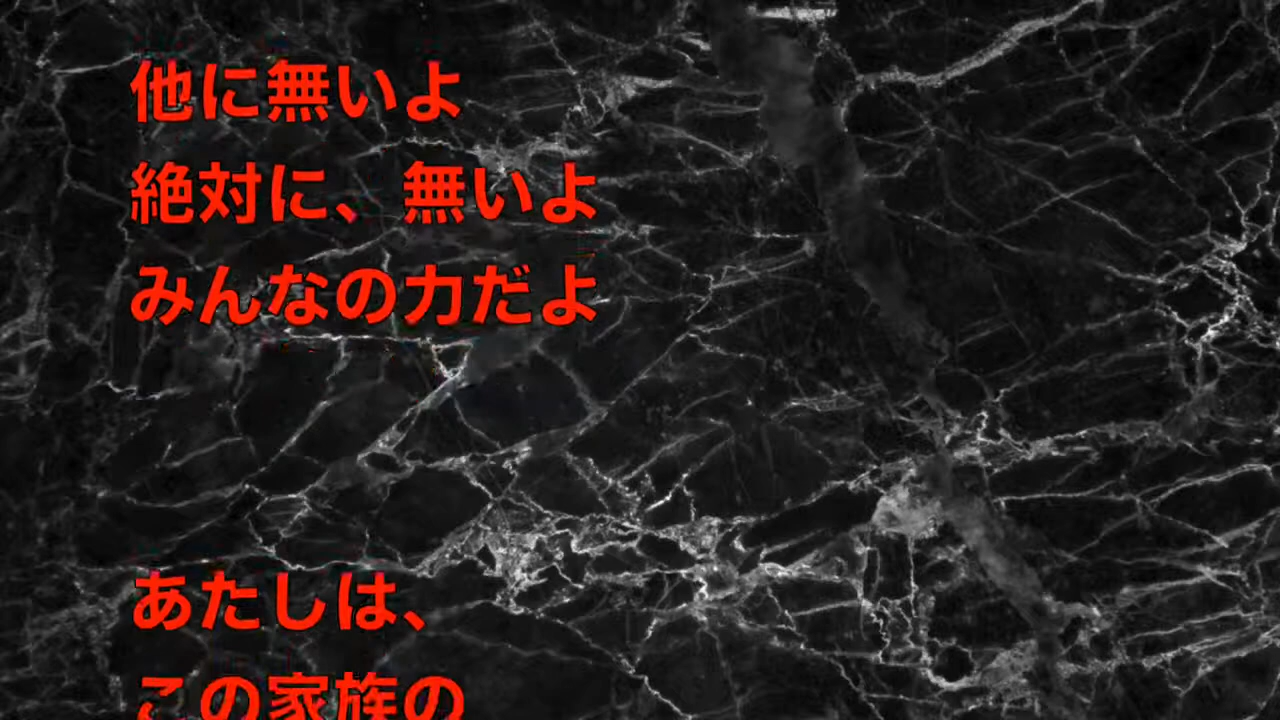 他に無いよ
絶対に、無いよ
みんなの力だよ
あたしは、
この家族の